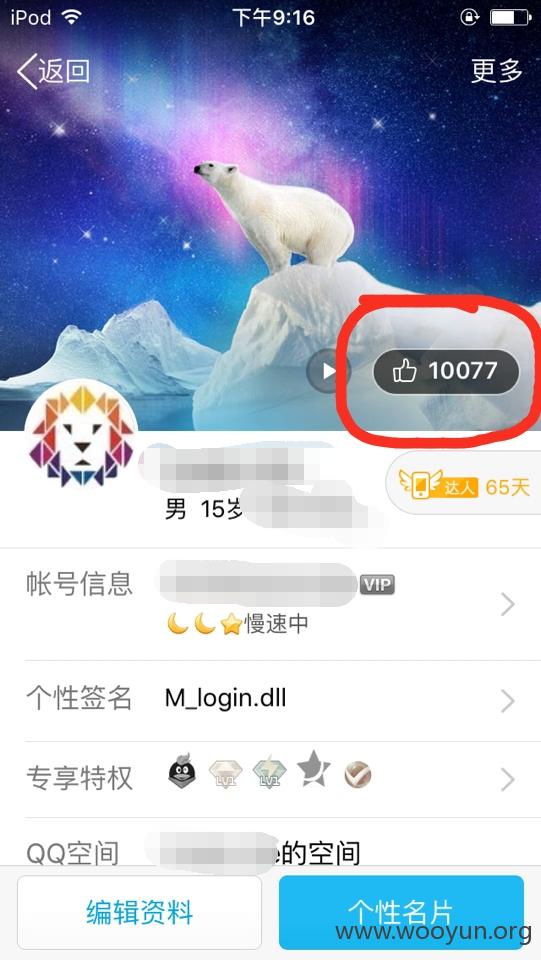 iPod 下午9:16
返回 更多
10077
达人 65天
男 15岁
帐号信息 VIP
慢速中
个性签名 M_login.dll
专享特权 LV1 LV1
QQ空间 的空间
编辑资料 个性名片
www.wooyun.org